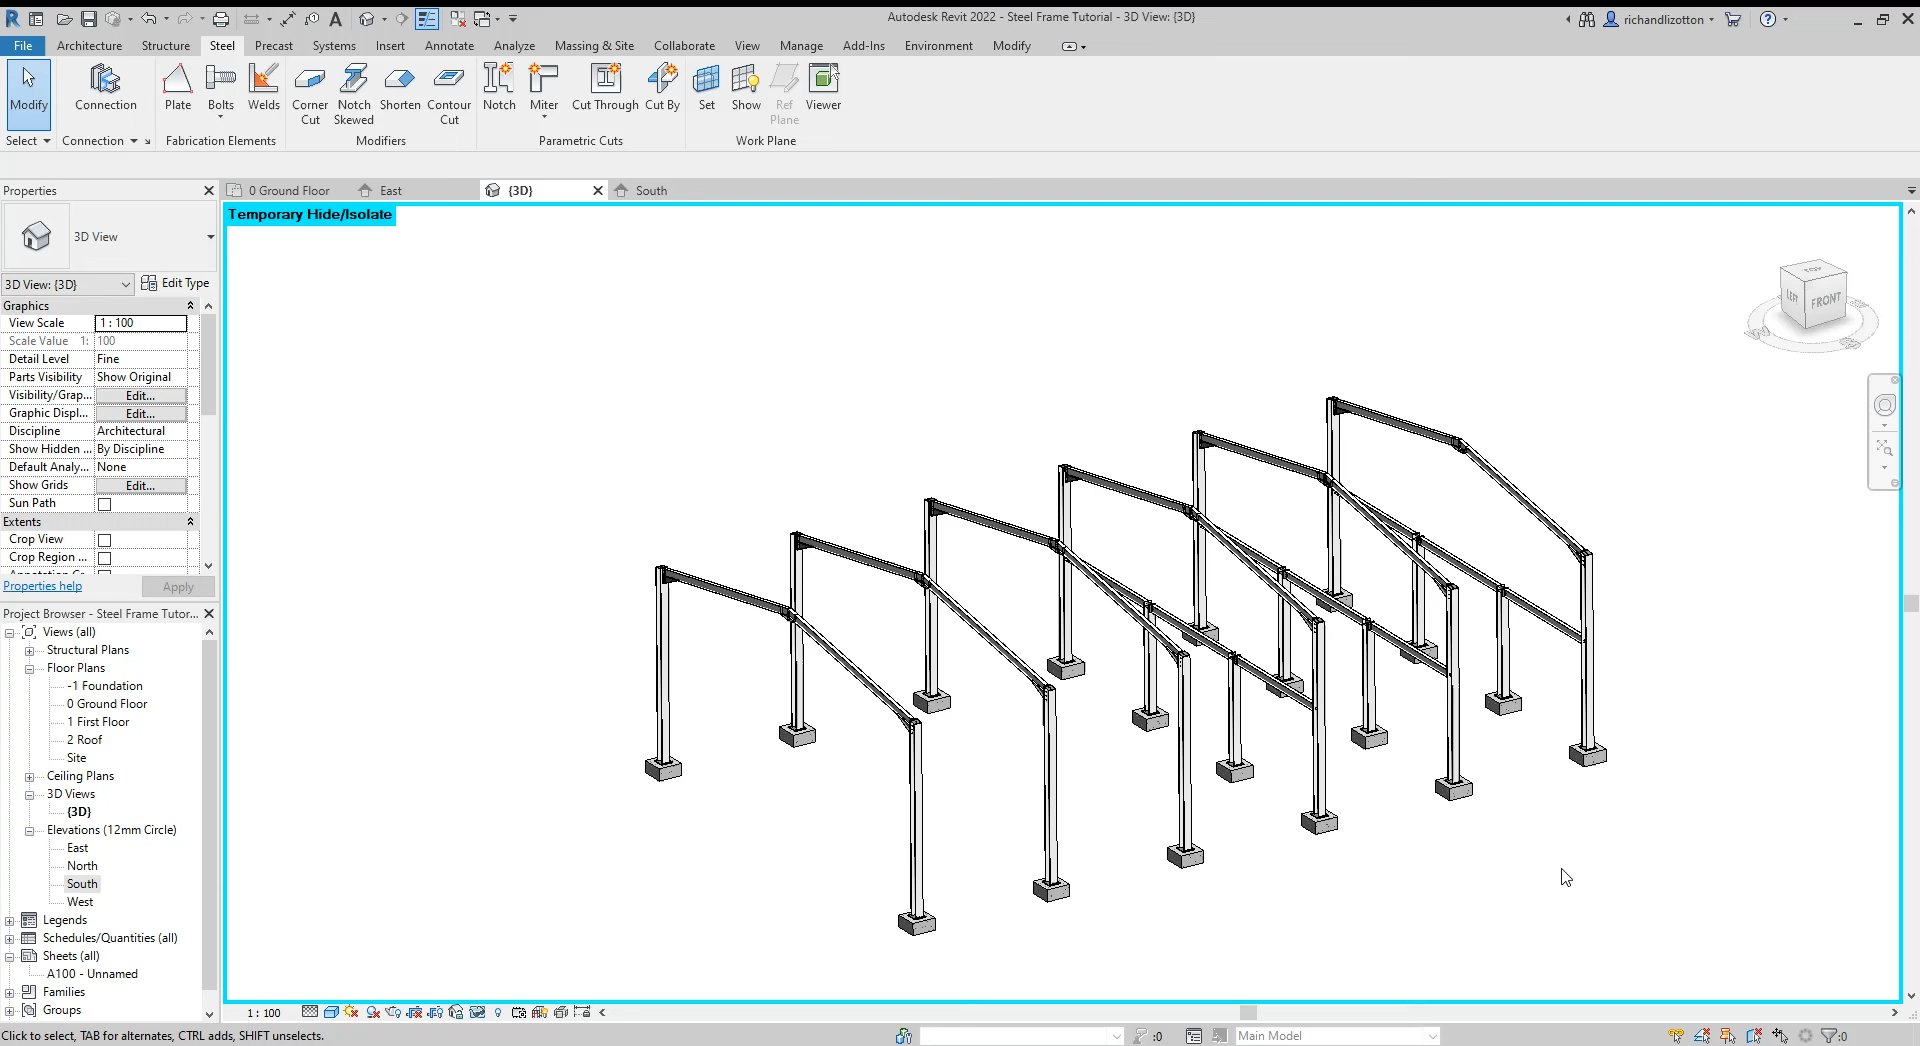 Autodesk Revit 2022 - Steel Frame Tutorial - 3D View: {3D}
richandlizotton
File Architecture Structure Steel Precast Systems Insert Annotate Analyze Massing & Site Collaborate View Manage Add-Ins Environment Modify
Modify Connection Plate Bolts Welds Corner Notch Shorten Contour Notch Miter Cut Through Cut By Set Show Ref Viewer
Cut Skewed Cut Plane
Select Connection Fabrication Elements Modifiers Parametric Cuts Work Plane
Properties
0 Ground Floor East {3D} South
Temporary Hide/Isolate
3D View
3D View: {3D} Edit Type
Graphics
View Scale 1 : 100
Scale Value 1: 100
Detail Level Fine
Parts Visibility Show Original
Visibility/Grap... Edit...
Graphic Displ... Edit...
Discipline Architectural
Show Hidden ... By Discipline
Default Analy... None
Show Grids Edit...
Sun Path
Extents
Crop View
Crop Region ...
Properties help Apply
Project Browser - Steel Frame Tutor...
Views (all)
Structural Plans
Floor Plans
-1 Foundation
0 Ground Floor
1 First Floor
2 Roof
Site
Ceiling Plans
3D Views
{3D}
Elevations (12mm Circle)
East
North
South
West
Legends
Schedules/Quantities (all)
Sheets (all)
A100 - Unnamed
Families
Groups
TOP
LEFT FRONT
W
1 : 100
Click to select, TAB for alternates, CTRL adds, SHIFT unselects.
:0
Main Model
:0